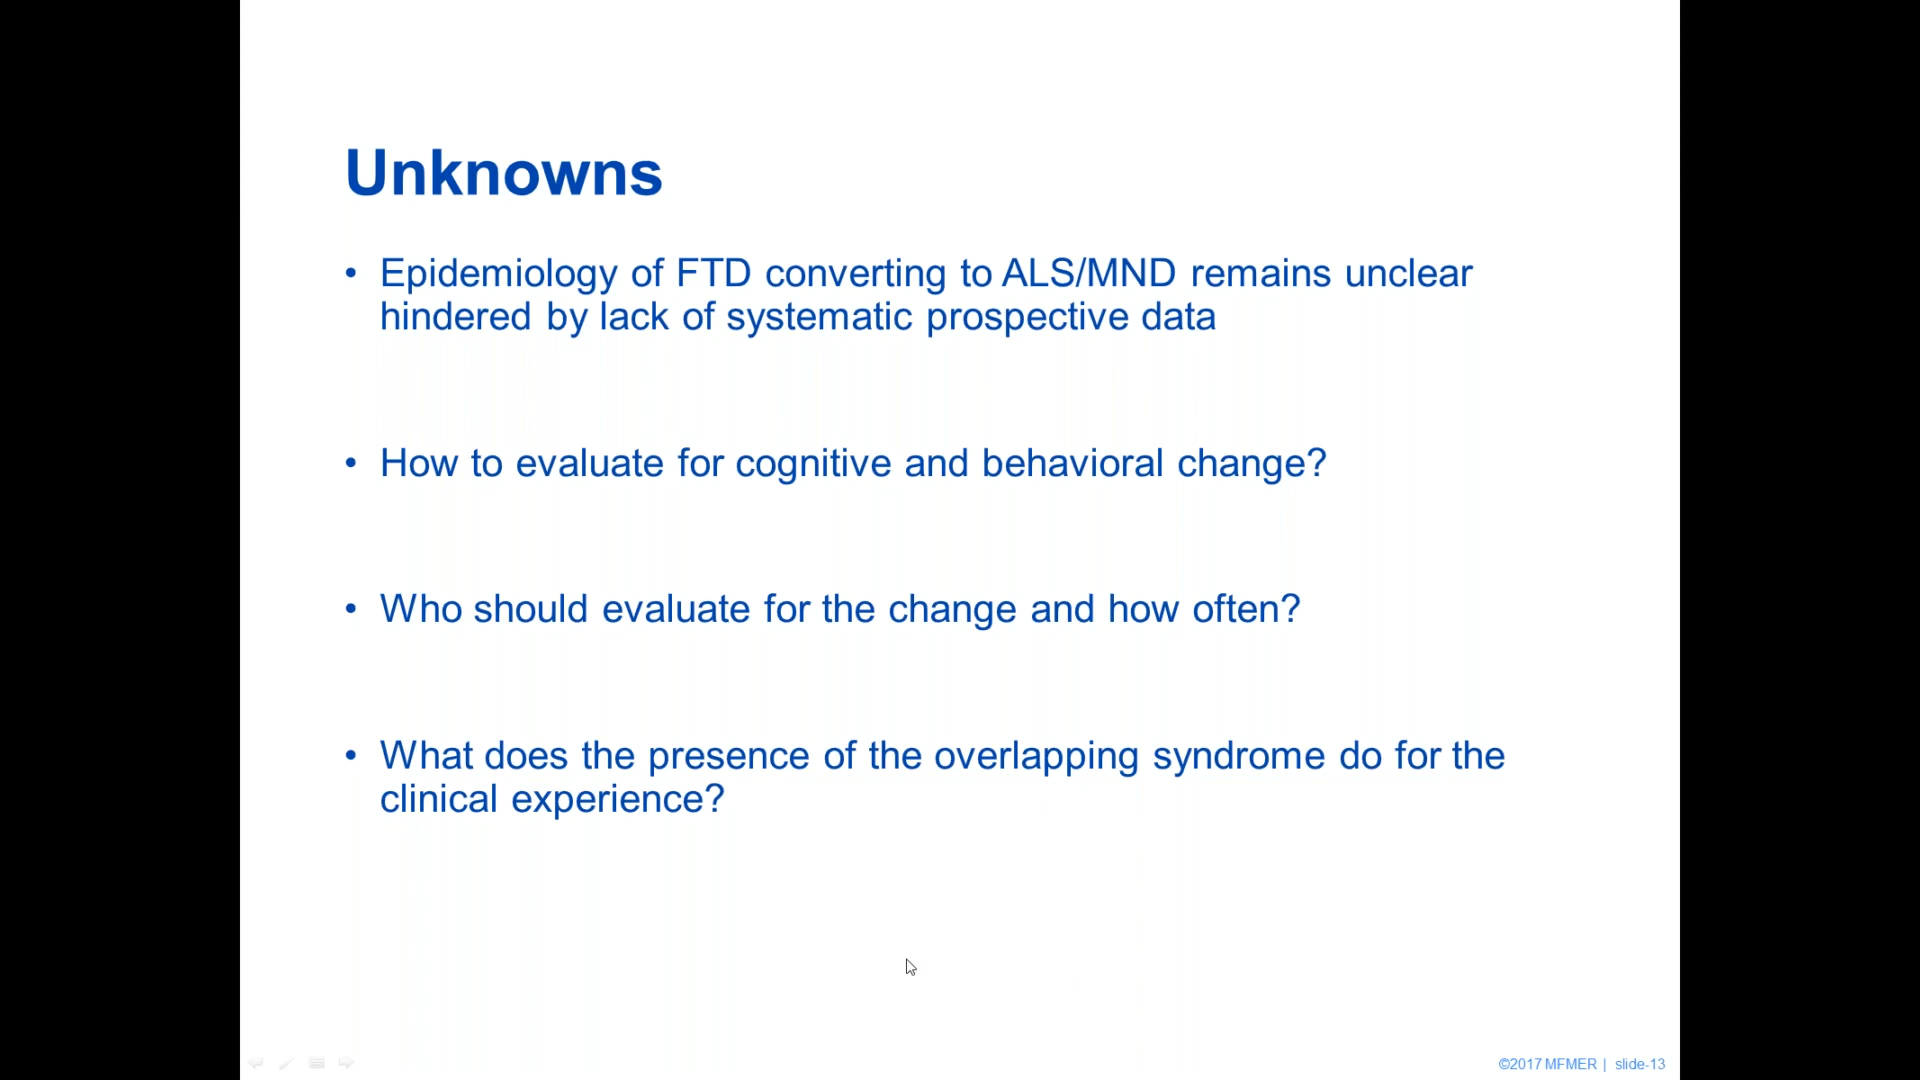 Unknowns
• Epidemiology of FTD converting to ALS/MND remains unclear
hindered by lack of systematic prospective data
• How to evaluate for cognitive and behavioral change?
• Who should evaluate for the change and how often?
• What does the presence of the overlapping syndrome do for the
clinical experience?
©2017 MFMER | slide-13